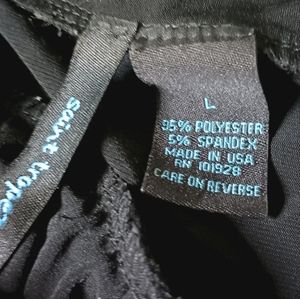 saint tropez
L
95% POLYESTER
5% SPANDEX
MADE IN USA
RN 101928
CARE ON REVERSE